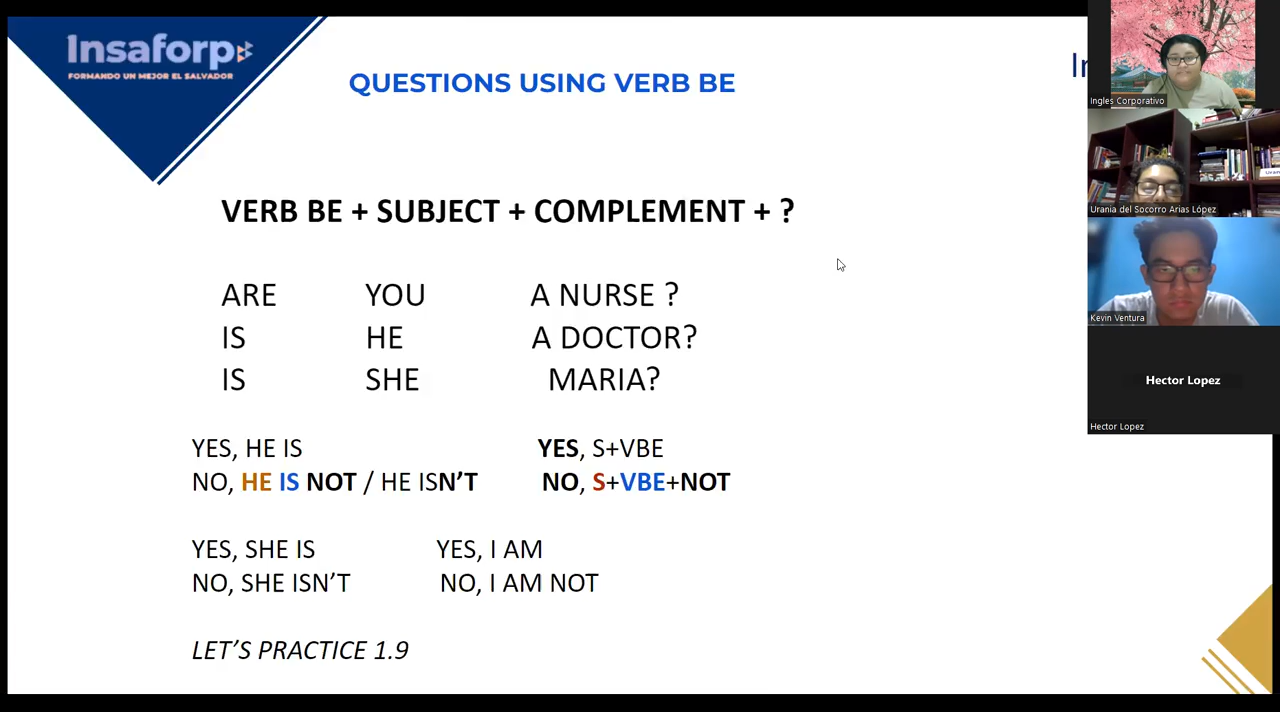 Insaforp
FORMANDO UN MEJOR EL SALVADOR
QUESTIONS USING VERB BE
VERB BE + SUBJECT + COMPLEMENT + ?
ARE YOU A NURSE ?
IS HE A DOCTOR?
IS SHE MARIA?
YES, HE IS YES, S+VBE
NO, HE IS NOT / HE ISN'T NO, S+VBE+NOT
YES, SHE IS YES, I AM
NO, SHE ISN'T NO, I AM NOT
LET'S PRACTICE 1.9
Ingles Corporativo
Urania del Socorro Arias López
Kevin Ventura
Hector Lopez
Hector Lopez